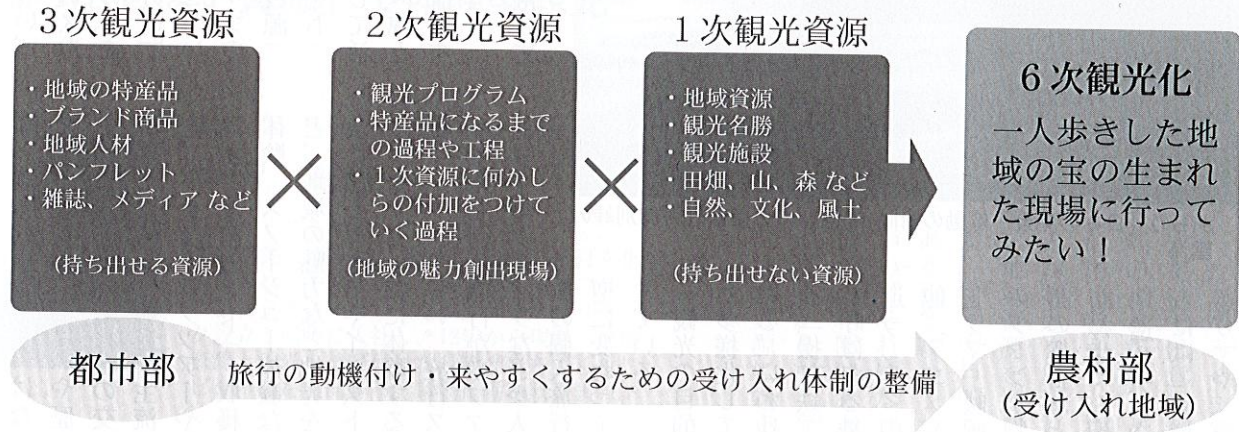 3次観光資源
・地域の特産品
・ブランド商品
・地域人材
・パンフレット
・雑誌、メディア など
(持ち出せる資源)
×
2次観光資源
・観光プログラム
・特産品になるまで
の過程や工程
・1次資源に何かし
らの付加をつけて
いく過程
(地域の魅力創出現場)
×
1次観光資源
・地域資源
・観光名勝
・観光施設
・田畑、山、森 など
・自然、文化、風土
(持ち出せない資源)
6次観光化
一人歩きした地
域の宝の生まれ
た現場に行って
みたい！
都市部
旅行の動機付け・来やすくするための受け入れ体制の整備
農村部
(受け入れ地域)